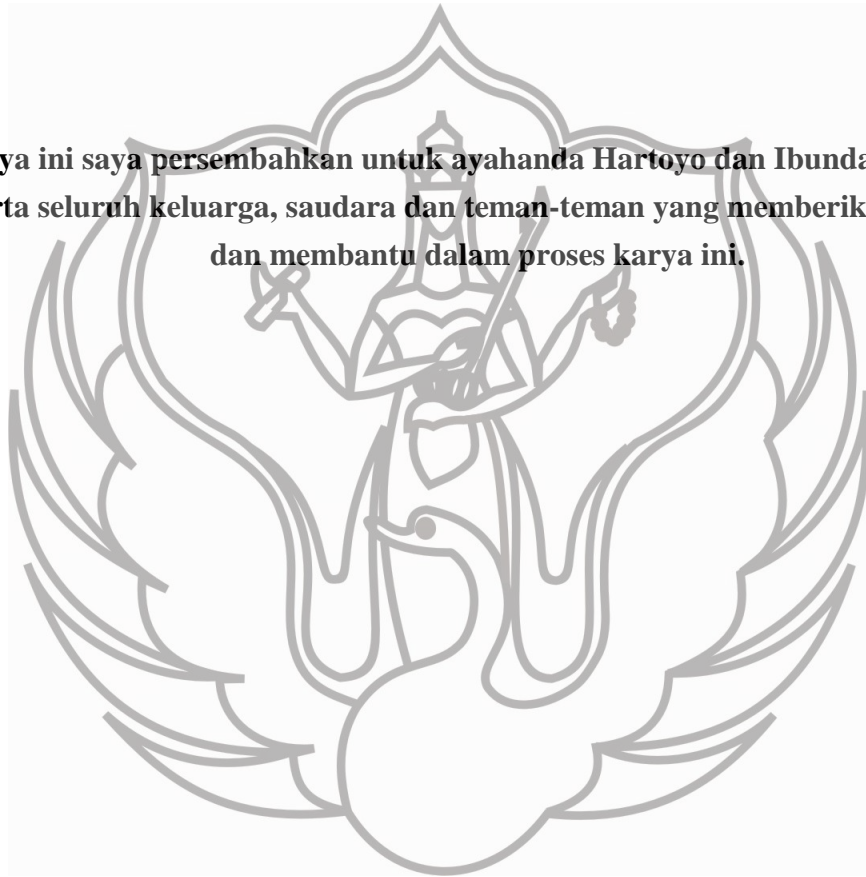 ya ini saya persembahkan untuk ayahanda Hartoyo dan Ibunda
rta seluruh keluarga, saudara dan teman-teman yang memberik
dan membantu dalam proses karya ini.